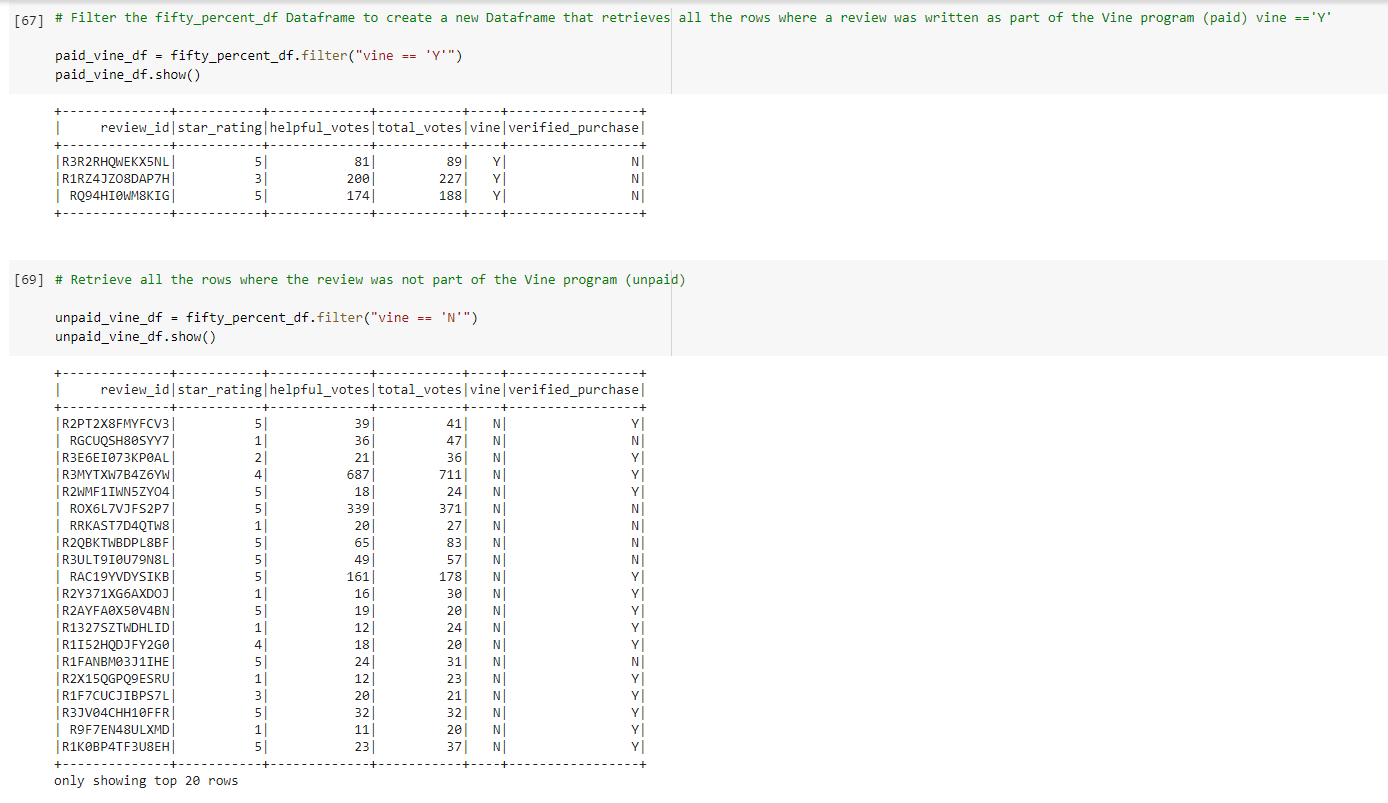 [67] # Filter the fifty_percent_df Dataframe to create a new Dataframe that retrieves all the rows where a review was written as part of the Vine program (paid) vine =='Y'
paid_vine_df = fifty_percent_df.filter("vine == 'Y'")
paid_vine_df.show()
+--------------+-----------+-------------+-----------+----+-----------------+
|     review_id|star_rating|helpful_votes|total_votes|vine|verified_purchase|
+--------------+-----------+-------------+-----------+----+-----------------+
|R3R2RHQWEKX5NL|          5|           81|         89|   Y|                N|
|R1RZ4JZO8DAP7H|          3|          200|        227|   Y|                N|
| RQ94HI0WM8KIG|          5|          174|        188|   Y|                N|
+--------------+-----------+-------------+-----------+----+-----------------+
[69] # Retrieve all the rows where the review was not part of the Vine program (unpaid)
unpaid_vine_df = fifty_percent_df.filter("vine == 'N'")
unpaid_vine_df.show()
+--------------+-----------+-------------+-----------+----+-----------------+
|     review_id|star_rating|helpful_votes|total_votes|vine|verified_purchase|
+--------------+-----------+-------------+-----------+----+-----------------+
|R2PT2X8FMYFCV3|          5|           39|         41|   N|                Y|
| RGCUQSH80SYY7|          1|           36|         47|   N|                N|
|R3E6EI073KP0AL|          2|           21|         36|   N|                Y|
|R3MYTXW7B4Z6YW|          4|          687|        711|   N|                Y|
|R2WMF1IWN5ZYO4|          5|           18|         24|   N|                Y|
| ROX6L7VJFS2P7|          5|          339|        371|   N|                N|
| RRKAST7D4QTW8|          1|           20|         27|   N|                N|
|R2QBKTWBDPL8BF|          5|           65|         83|   N|                N|
|R3ULT9I0U79N8L|          5|           49|         57|   N|                N|
| RAC19YVDYSIKB|          5|          161|        178|   N|                Y|
|R2Y371XG6AXDOJ|          1|           16|         30|   N|                Y|
|R2AYFA0X50V4BN|          5|           19|         20|   N|                Y|
|R1327SZTWDHLID|          1|           12|         24|   N|                Y|
|R1I52HQDJFY2G0|          4|           18|         20|   N|                Y|
|R1FANBM03J1IHE|          5|           24|         31|   N|                N|
|R2X15QGPQ9ESRU|          1|           12|         23|   N|                Y|
|R1F7CUCJIBPS7L|          3|           20|         21|   N|                Y|
|R3JV04CHH10FFR|          5|           32|         32|   N|                Y|
| R9F7EN48ULXMD|          1|           11|         20|   N|                Y|
|R1K0BP4TF3U8EH|          5|           23|         37|   N|                Y|
+--------------+-----------+-------------+-----------+----+-----------------+
only showing top 20 rows